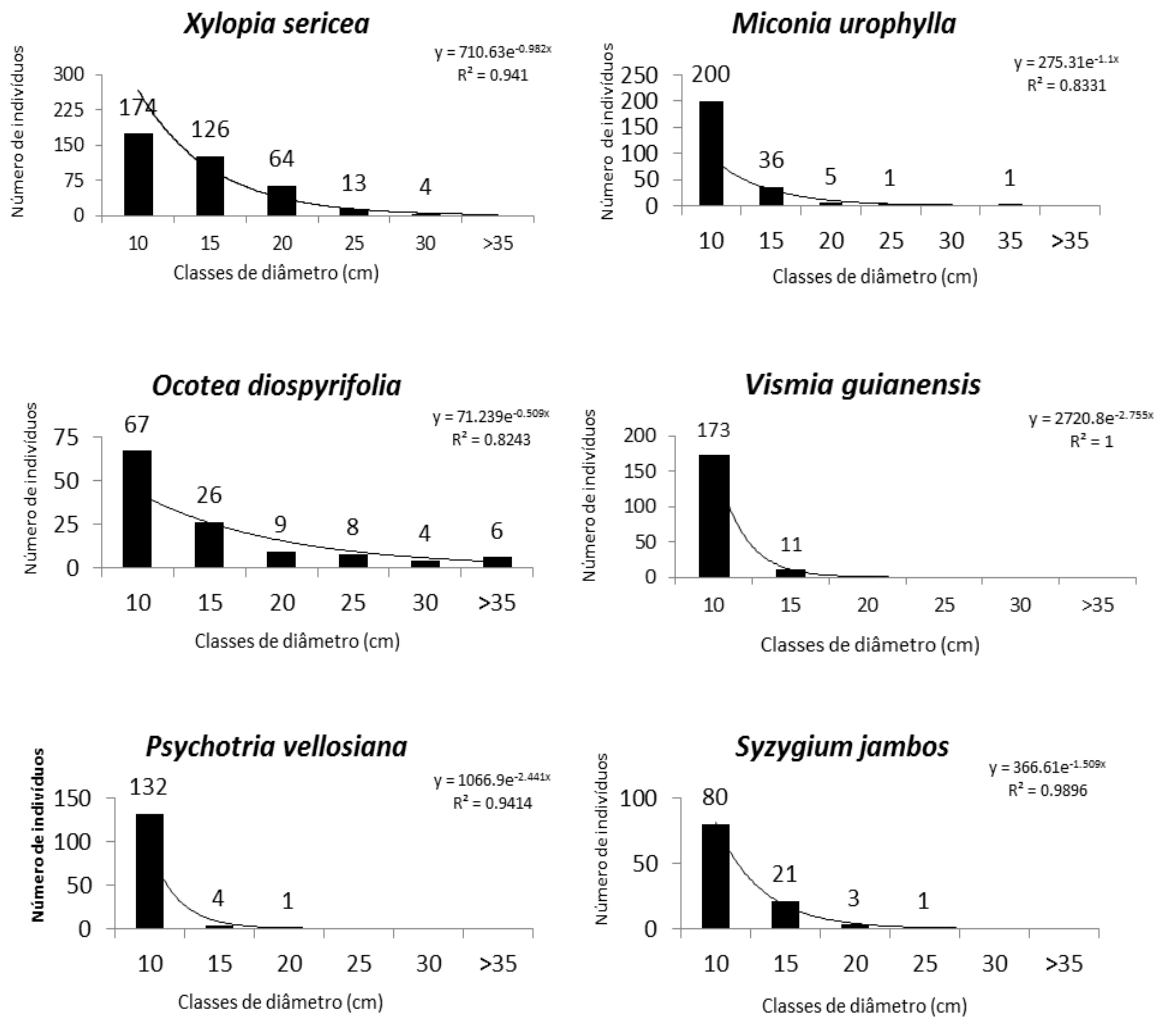 Xylopia sericea
y = 710.63e-0.982x
R² = 0.941
Número de indivíduos
300
225
150
75
0
174
126
64
13
4
10 15 20 25 30 >35
Classes de diâmetro (cm)
Miconia urophylla
y = 275.31e-1.1x
R² = 0.8331
Número de indivíduos
250
200
150
100
50
0
200
36
5
1
1
10 15 20 25 30 35 >35
Classes de diâmetro (cm)
Ocotea diospyrifolia
y = 71.239e-0.509x
R² = 0.8243
Número de indivíduos
75
50
25
0
67
26
9
8
4
6
10 15 20 25 30 >35
Classes de diâmetro (cm)
Vismia guianensis
y = 2720.8e-2.755x
R² = 1
Número de indivíduos
200
150
100
50
0
173
11
10 15 20 25 30 >35
Classes de diâmetro (cm)
Psychotria vellosiana
y = 1066.9e-2.441x
R² = 0.9414
Número de indivíduos
150
100
50
0
132
4
1
10 15 20 25 30 >35
Classes de diâmetro (cm)
Syzygium jambos
y = 366.61e-1.509x
R² = 0.9896
Número de indivíduos
100
50
0
80
21
3
1
10 15 20 25 30 >35
Classes de diâmetro (cm)